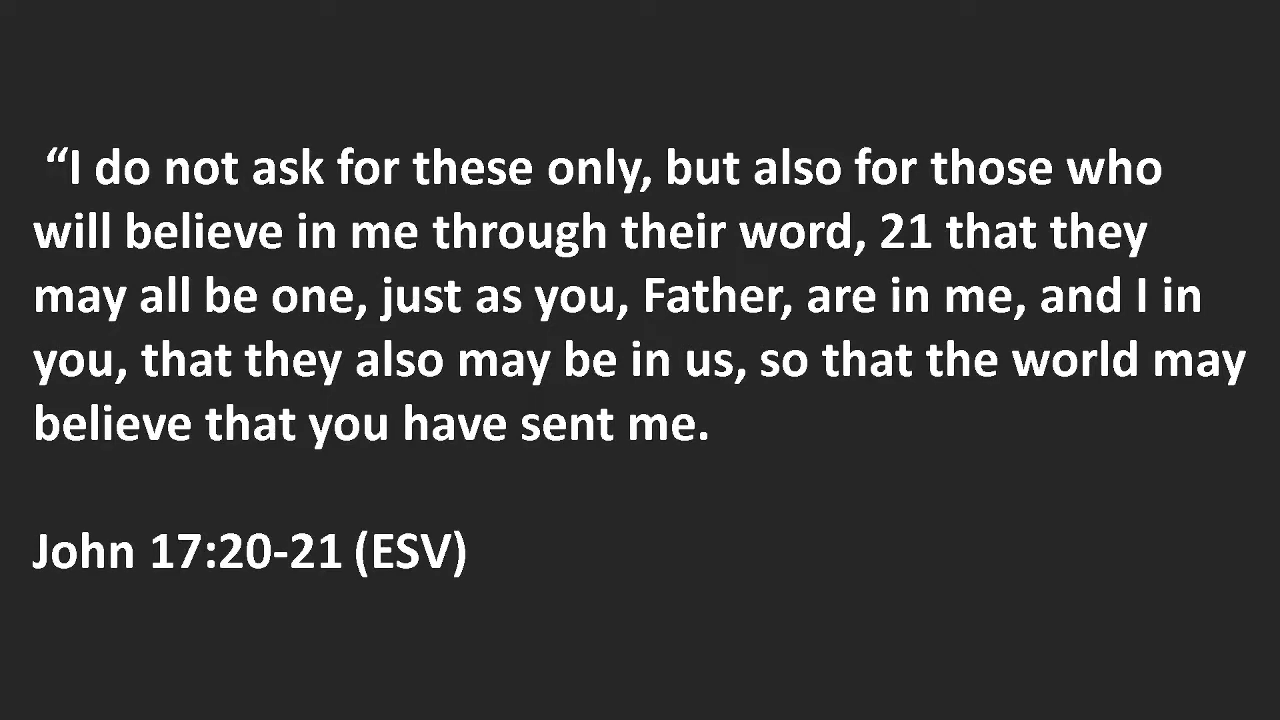 “I do not ask for these only, but also for those who
will believe in me through their word, 21 that they
may all be one, just as you, Father, are in me, and I in
you, that they also may be in us, so that the world may
believe that you have sent me.
John 17:20-21 (ESV)